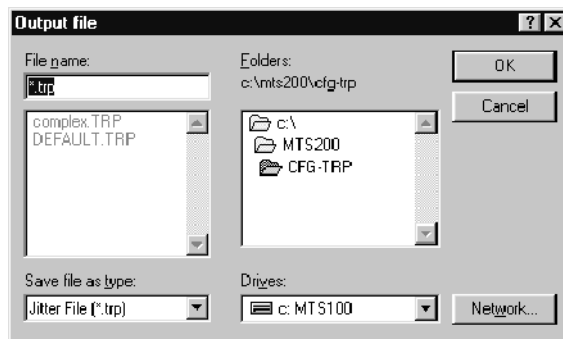 Output file
File name:
*.trp
complex.TRP
DEFAULT.TRP
Save file as type:
Jitter File (*.trp)
Folders:
c:\mts200\cfg-trp
c:\
MTS200
CFG-TRP
Drives:
c: MTS100
OK
Cancel
Network...